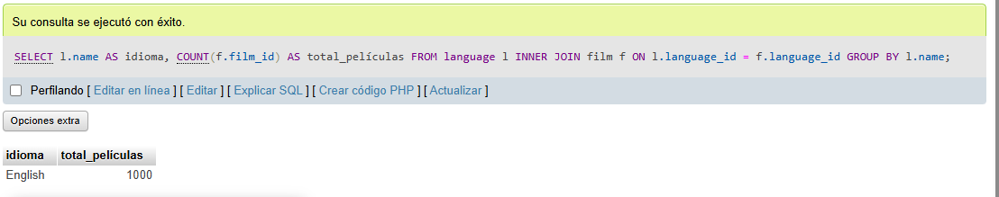 Su consulta se ejecutó con éxito.
SELECT l.name AS idioma, COUNT(f.film_id) AS total_películas FROM language l INNER JOIN film f ON l.language_id = f.language_id GROUP BY l.name;
Perfilando [ Editar en línea ] [ Editar ] [ Explicar SQL ] [ Crear código PHP ] [ Actualizar ]
Opciones extra
idioma total_películas
English 1000